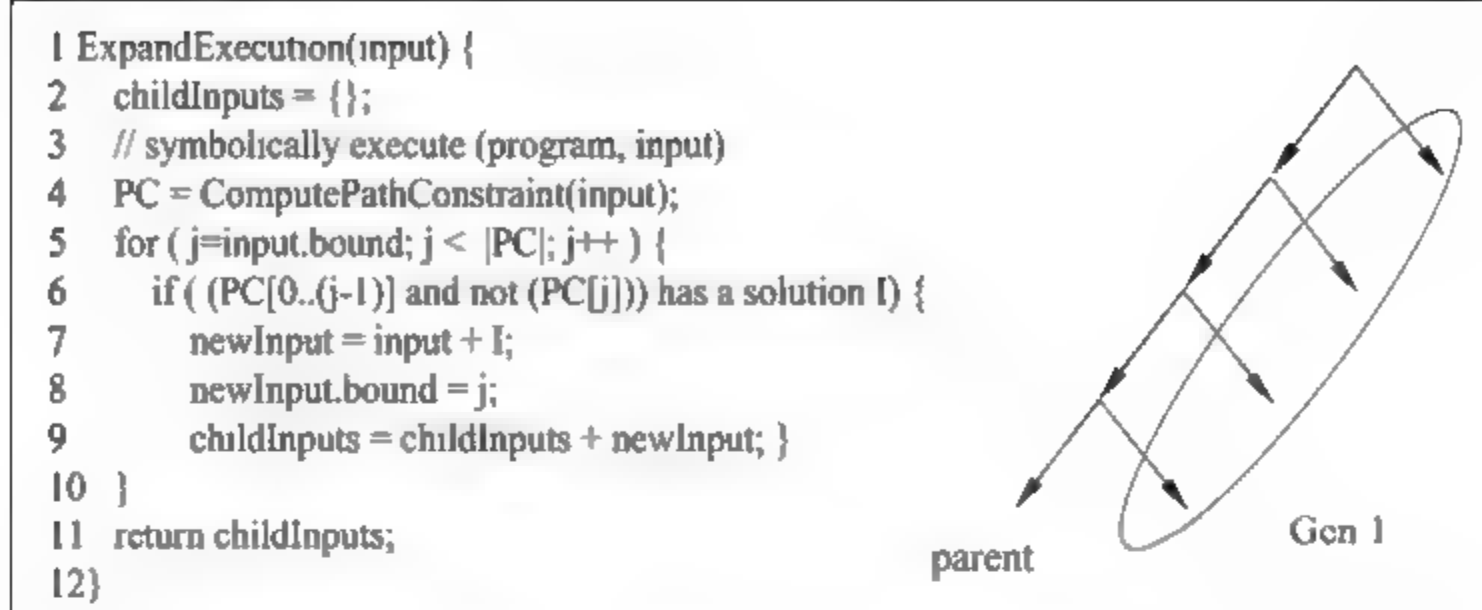 1 ExpandExecution(input) {
2 childInputs = {};
3 // symbolically execute (program, input)
4 PC = ComputePathConstraint(input);
5 for ( j=input.bound; j < |PC|; j++ ) {
6 if ( (PC[0..(j-1)] and not (PC[j])) has a solution I) {
7 newInput = input + I;
8 newInput.bound = j;
9 childInputs = childInputs + newInput; }
10 }
11 return childInputs;
12}
parent
Gen 1